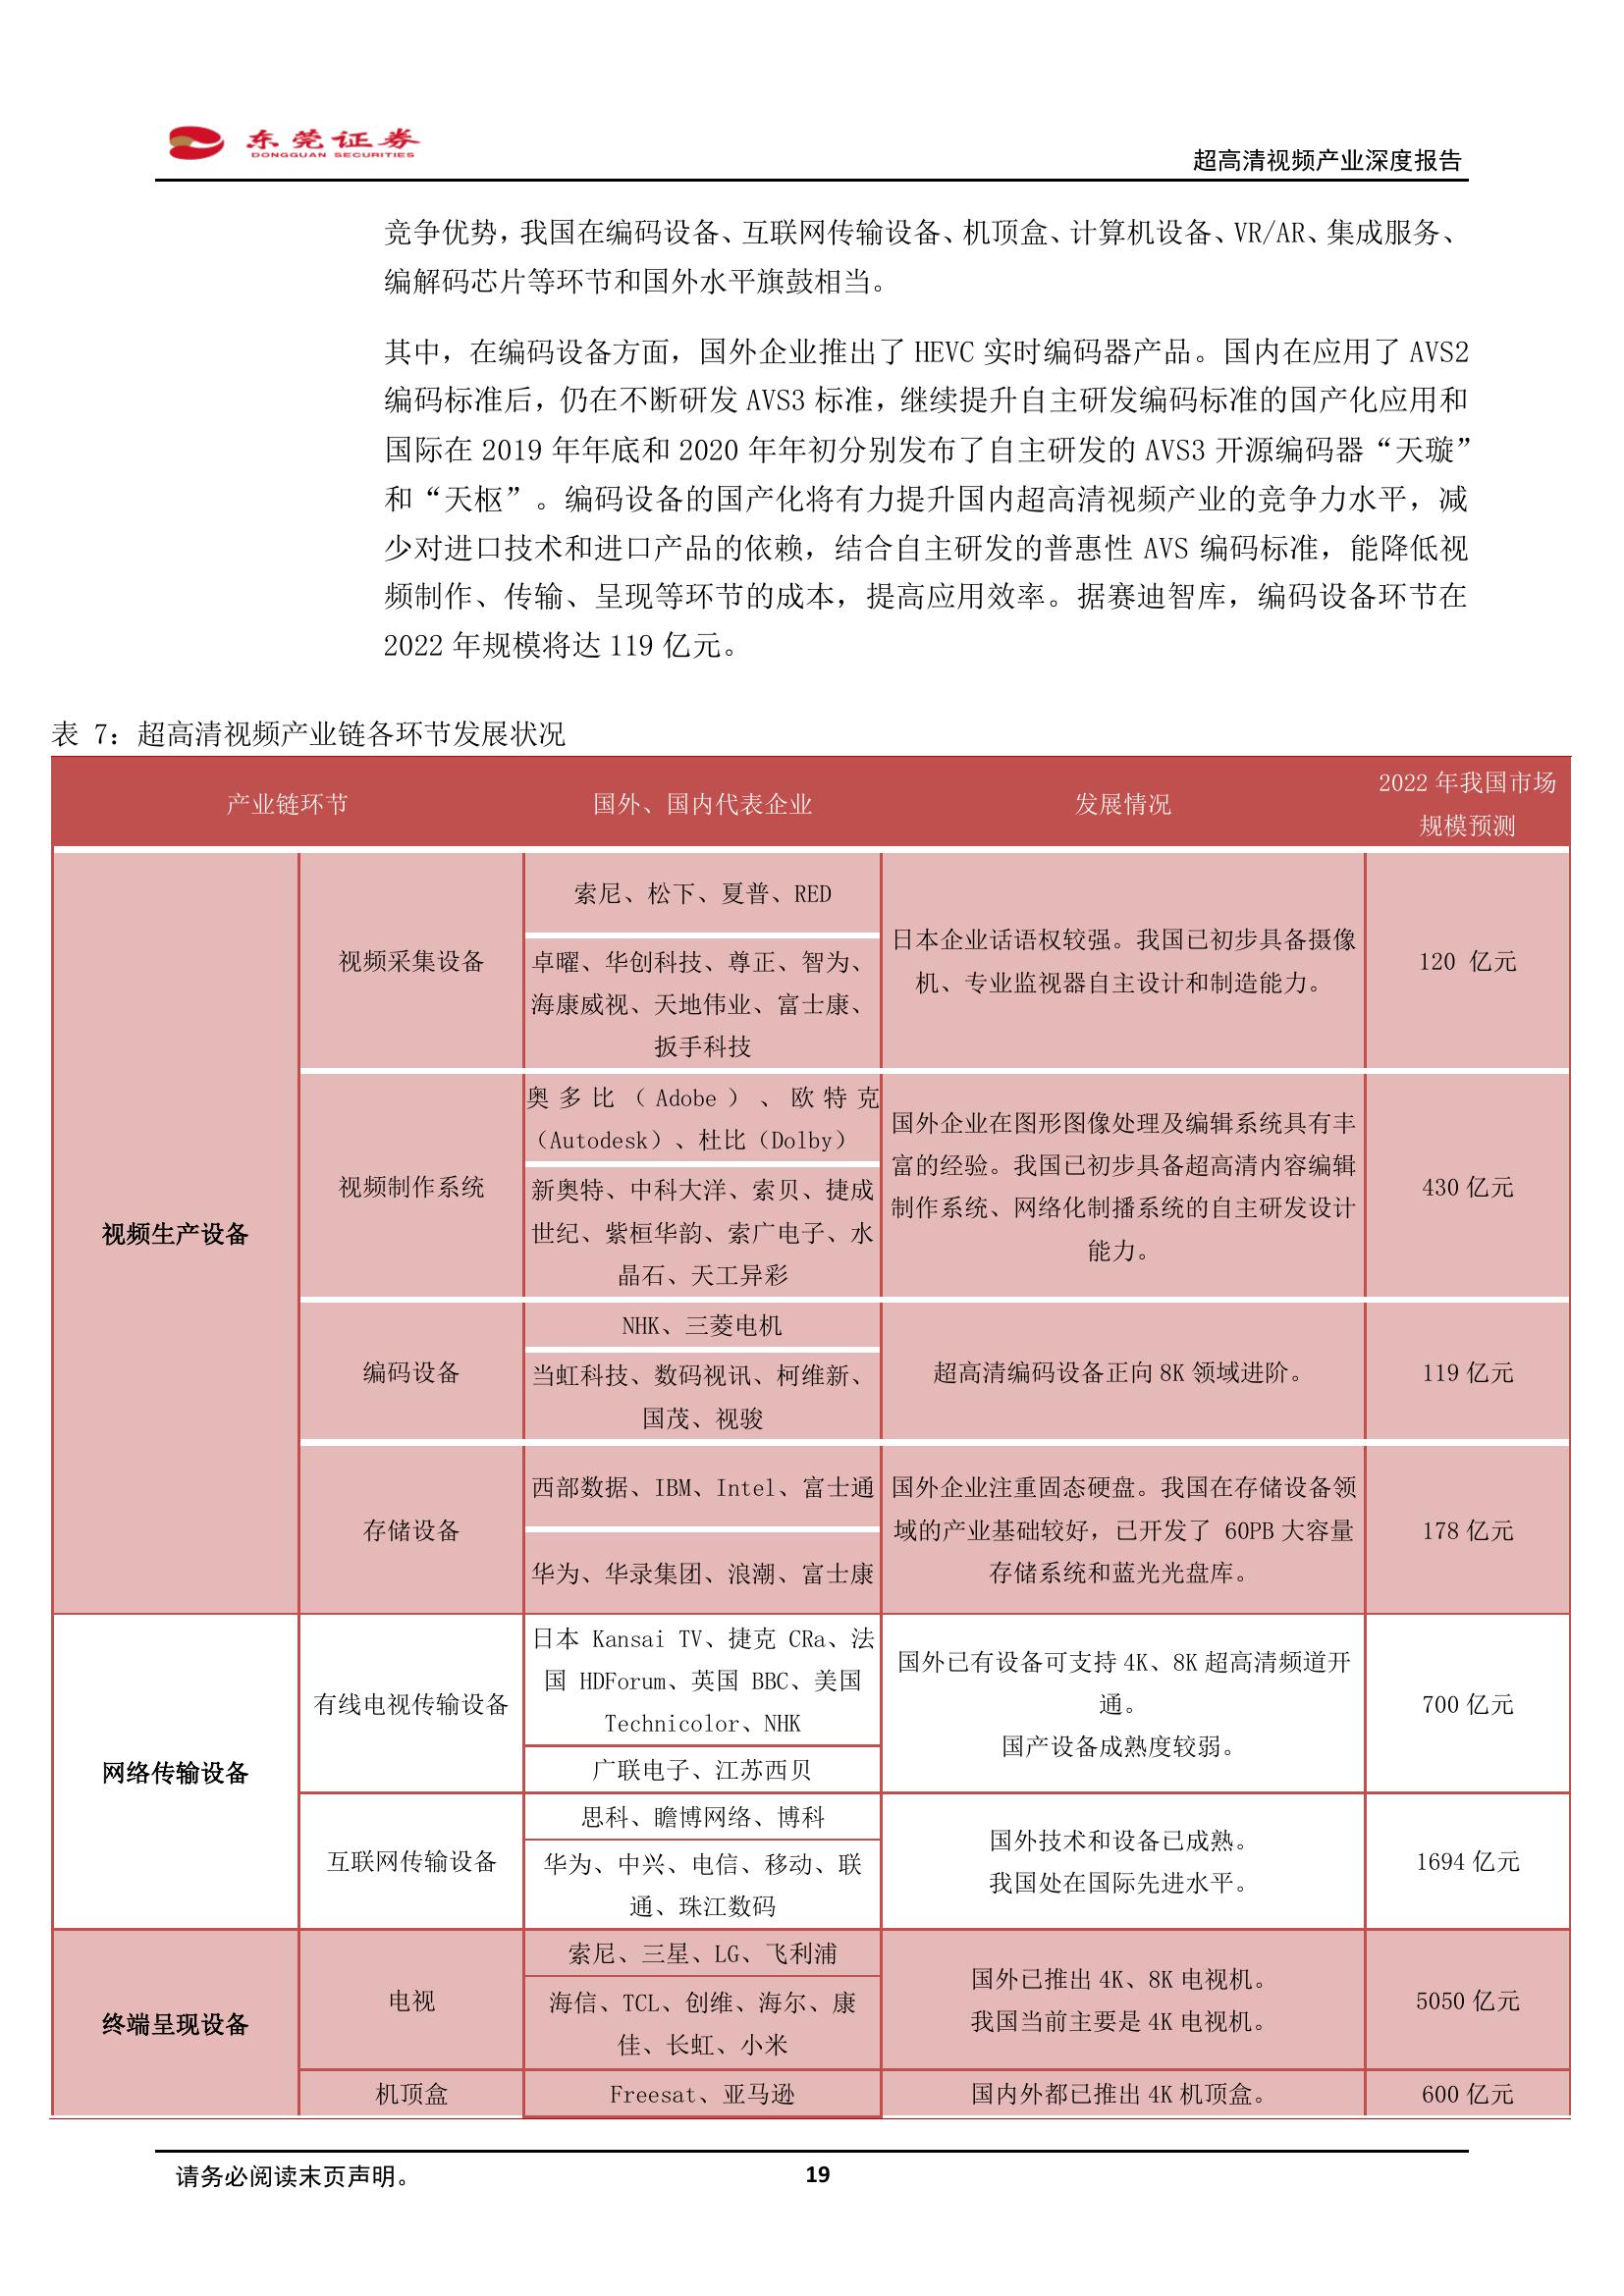 东莞证券
DONGGUAN SECURITIES
超高清视频产业深度报告
竞争优势，我国在编码设备、互联网传输设备、机顶盒、计算机设备、VR/AR、集成服务、
编解码芯片等环节和国外水平旗鼓相当。
其中，在编码设备方面，国外企业推出了 HEVC 实时编码器产品。国内在应用了 AVS2
编码标准后，仍在不断研发 AVS3 标准，继续提升自主研发编码标准的国产化应用和
国际在 2019 年年底和 2020 年年初分别发布了自主研发的 AVS3 开源编码器“天璇”
和“天枢”。编码设备的国产化将有力提升国内超高清视频产业的竞争力水平，减
少对进口技术和进口产品的依赖，结合自主研发的普惠性 AVS 编码标准，能降低视
频制作、传输、呈现等环节的成本，提高应用效率。据赛迪智库，编码设备环节在
2022 年规模将达 119 亿元。
表 7：超高清视频产业链各环节发展状况
产业链环节
国外、国内代表企业
发展情况
2022 年我国市场
规模预测
视频生产设备
视频采集设备
索尼、松下、夏普、RED
卓曜、华创科技、尊正、智为、
海康威视、天地伟业、富士康、
扳手科技
日本企业话语权较强。我国已初步具备摄像
机、专业监视器自主设计和制造能力。
120 亿元
视频制作系统
奥多比（Adobe）、欧特克
（Autodesk）、杜比（Dolby）
新奥特、中科大洋、索贝、捷成
世纪、紫桓华韵、索广电子、水
晶石、天工异彩
国外企业在图形图像处理及编辑系统具有丰
富的经验。我国已初步具备超高清内容编辑
制作系统、网络化制播系统的自主研发设计
能力。
430 亿元
编码设备
NHK、三菱电机
当虹科技、数码视讯、柯维新、
国茂、视骏
超高清编码设备正向 8K 领域进阶。
119 亿元
存储设备
西部数据、IBM、Intel、富士通
华为、华录集团、浪潮、富士康
国外企业注重固态硬盘。我国在存储设备领
域的产业基础较好，已开发了 60PB 大容量
存储系统和蓝光光盘库。
178 亿元
网络传输设备
有线电视传输设备
日本 Kansai TV、捷克 CRa、法
国 HDForum、英国 BBC、美国
Technicolor、NHK
广联电子、江苏西贝
国外已有设备可支持 4K、8K 超高清频道开
通。
国产设备成熟度较弱。
700 亿元
互联网传输设备
思科、瞻博网络、博科
华为、中兴、电信、移动、联
通、珠江数码
国外技术和设备已成熟。
我国处在国际先进水平。
1694 亿元
终端呈现设备
电视
索尼、三星、LG、飞利浦
海信、TCL、创维、海尔、康
佳、长虹、小米
国外已推出 4K、8K 电视机。
我国当前主要是 4K 电视机。
5050 亿元
机顶盒
Freesat、亚马逊
国内外都已推出 4K 机顶盒。
600 亿元
请务必阅读末页声明。
19